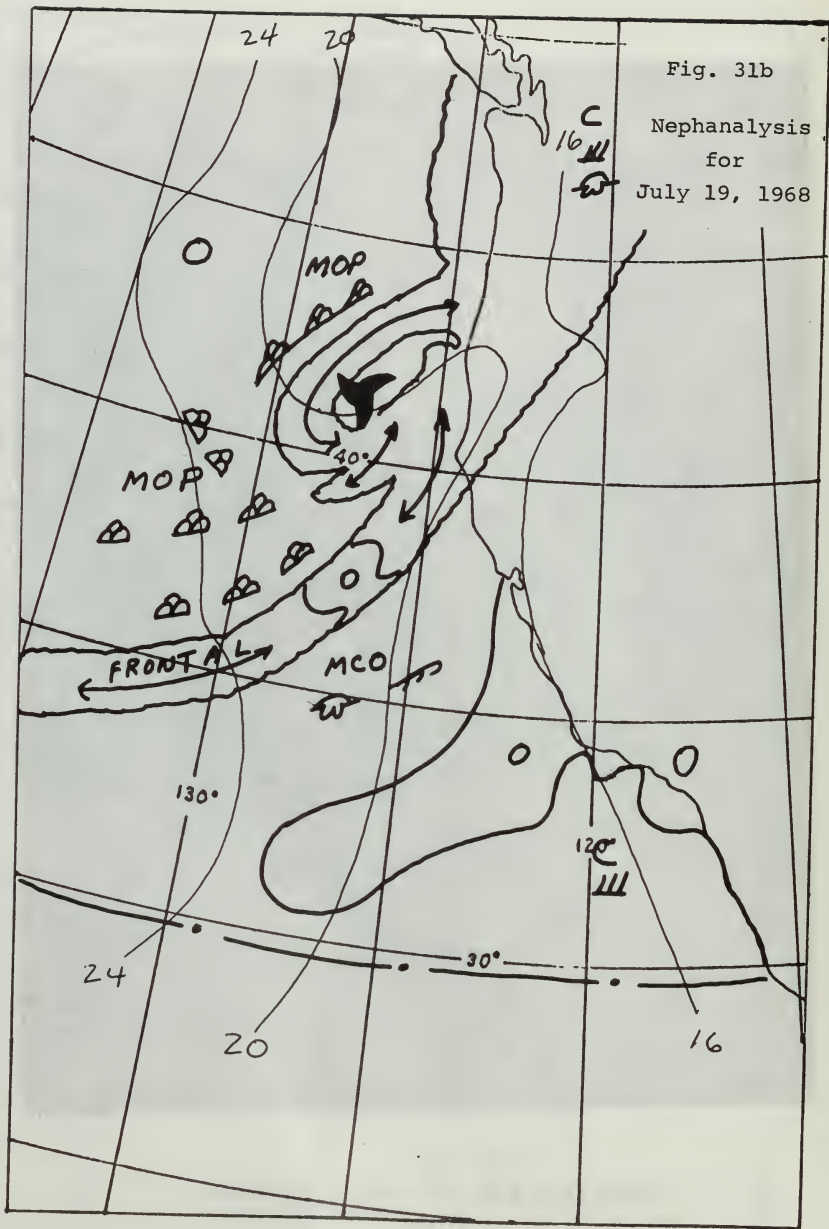 24 20
Fig. 31b
Nephanalysis
for
July 19, 1968
C
16
O
MOP
40°
MOP
O
FRONTAL
MCO
O O
130°
120°
C
30°
24
20
16